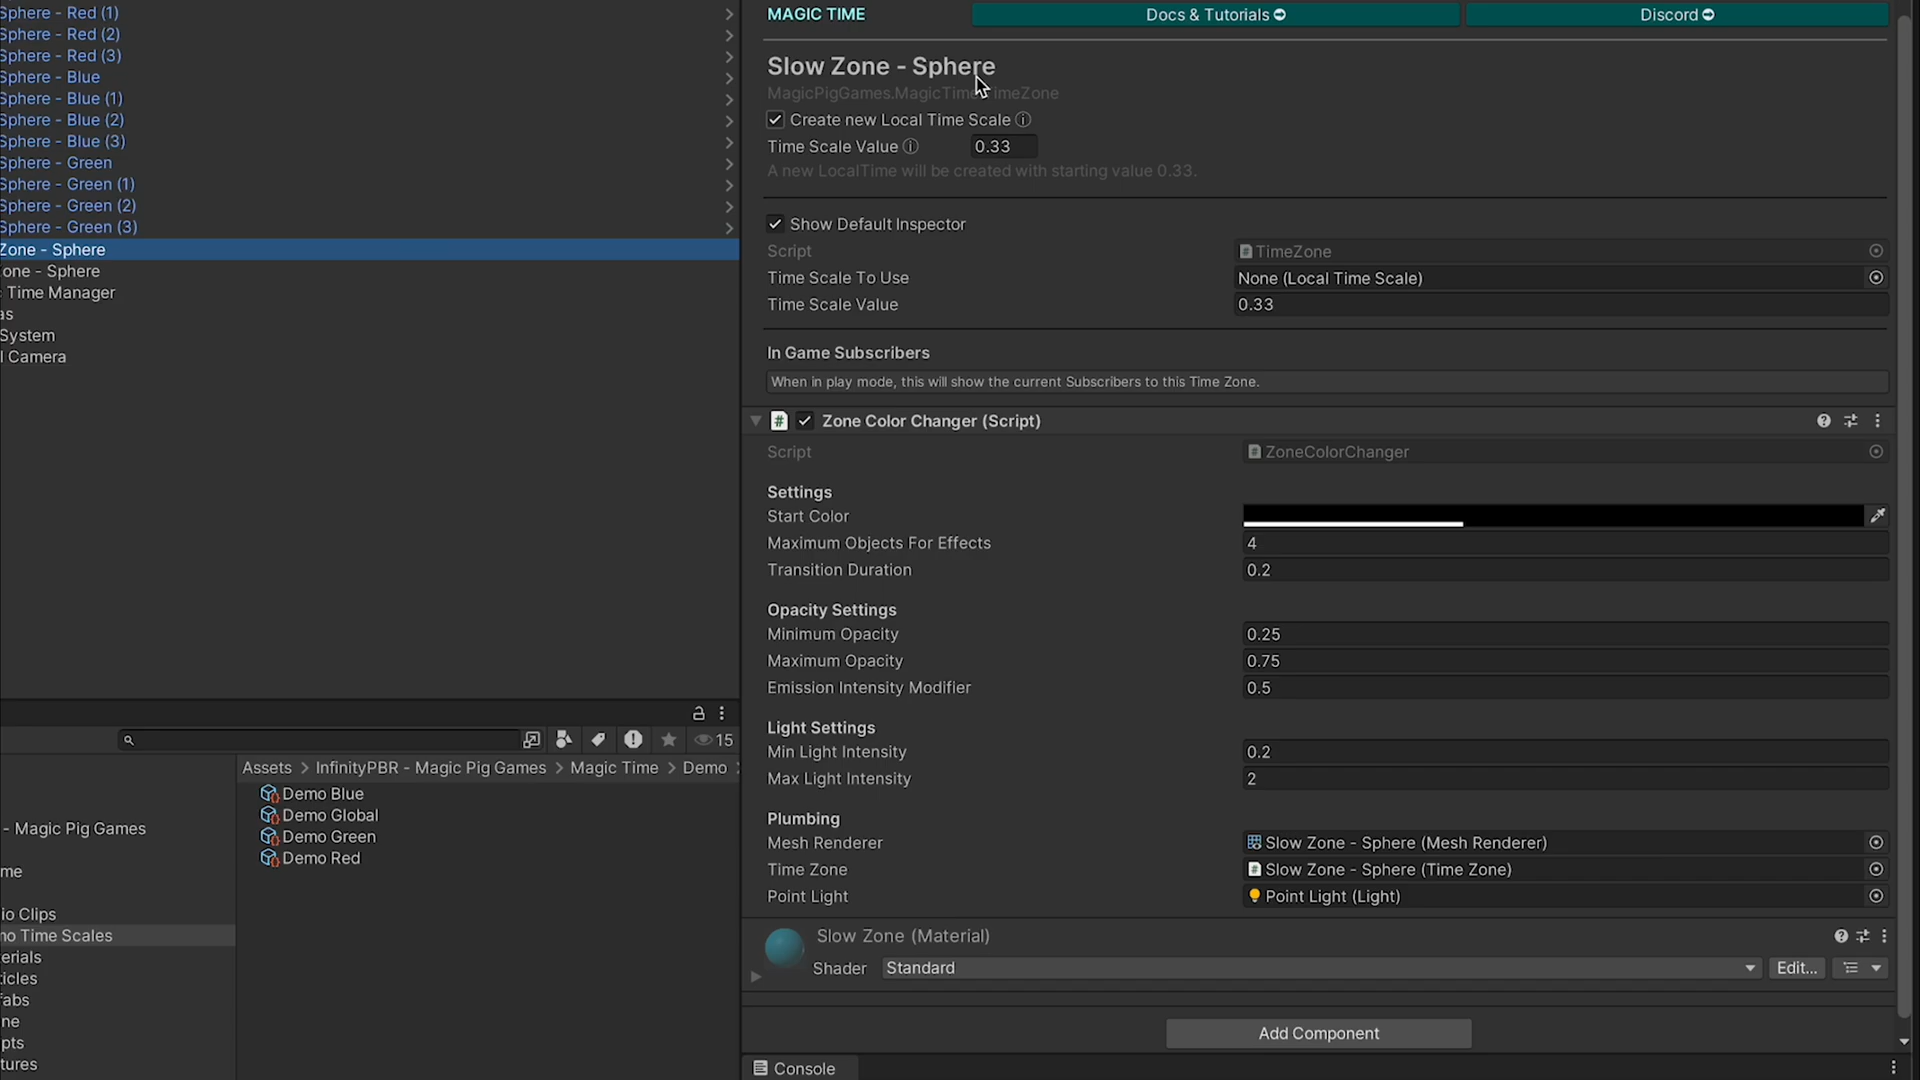 Sphere - Red (1)
Sphere - Red (2)
Sphere - Red (3)
Sphere - Blue
Sphere - Blue (1)
Sphere - Blue (2)
Sphere - Blue (3)
Sphere - Green
Sphere - Green (1)
Sphere - Green (2)
Sphere - Green (3)
Zone - Sphere
one - Sphere
Time Manager
as
System
l Camera
15
Assets > InfinityPBR - Magic Pig Games > Magic Time > Demo >
Demo Blue
Demo Global
Demo Green
Demo Red
- Magic Pig Games
me
io Clips
no Time Scales
erials
ticles
fabs
ne
pts
tures
MAGIC TIME
Docs & Tutorials
Discord
Slow Zone - Sphere
MagicPigGames.MagicTime.TimeZone
Create new Local Time Scale
Time Scale Value 0.33
A new LocalTime will be created with starting value 0.33.
Show Default Inspector
Script TimeZone
Time Scale To Use None (Local Time Scale)
Time Scale Value 0.33
In Game Subscribers
When in play mode, this will show the current Subscribers to this Time Zone.
# Zone Color Changer (Script)
Script ZoneColorChanger
Settings
Start Color
Maximum Objects For Effects 4
Transition Duration 0.2
Opacity Settings
Minimum Opacity 0.25
Maximum Opacity 0.75
Emission Intensity Modifier 0.5
Light Settings
Min Light Intensity 0.2
Max Light Intensity 2
Plumbing
Mesh Renderer Slow Zone - Sphere (Mesh Renderer)
Time Zone Slow Zone - Sphere (Time Zone)
Point Light Point Light (Light)
Slow Zone (Material)
Shader Standard Edit...
Add Component
Console